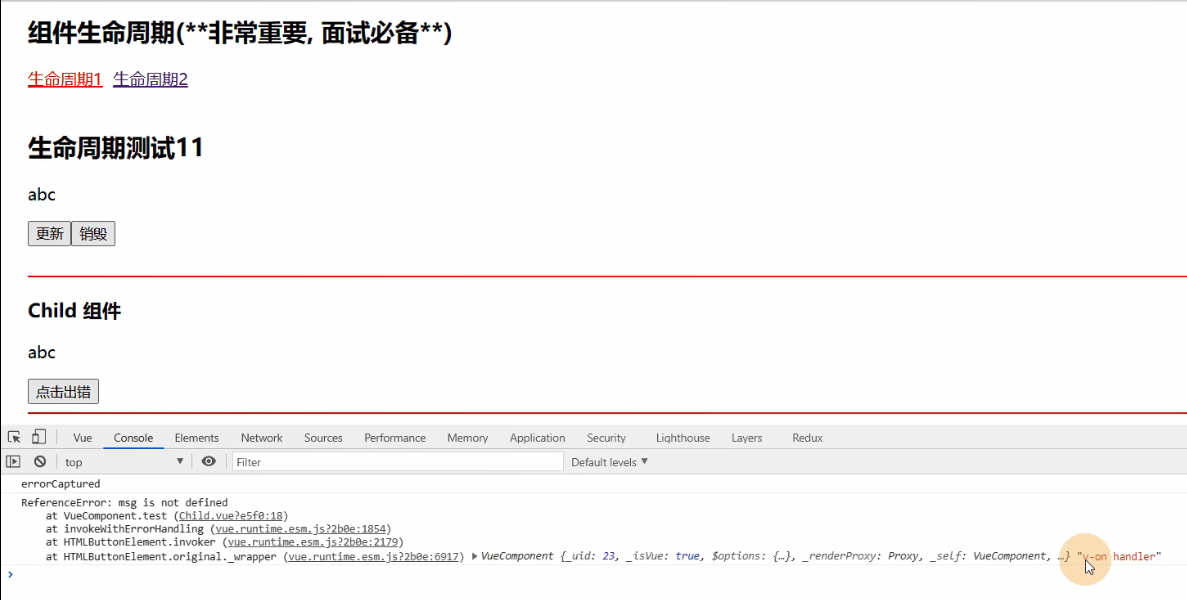 组件生命周期(**非常重要, 面试必备**)
生命周期1 生命周期2
生命周期测试11
abc
更新 销毁
Child 组件
abc
点击出错
Vue Console Elements Network Sources Performance Memory Application Security Lighthouse Layers Redux
top ▼ Filter Default levels ▼
errorCaptured
ReferenceError: msg is not defined
at VueComponent.test (Child.vue?e5f0:18)
at invokeWithErrorHandling (vue.runtime.esm.js?2b0e:1854)
at HTMLButtonElement.invoker (vue.runtime.esm.js?2b0e:2179)
at HTMLButtonElement.original._wrapper (vue.runtime.esm.js?2b0e:6917) ▶ VueComponent {_uid: 23, _isVue: true, $options: {…}, _renderProxy: Proxy, _self: VueComponent, …} "v-on handler"